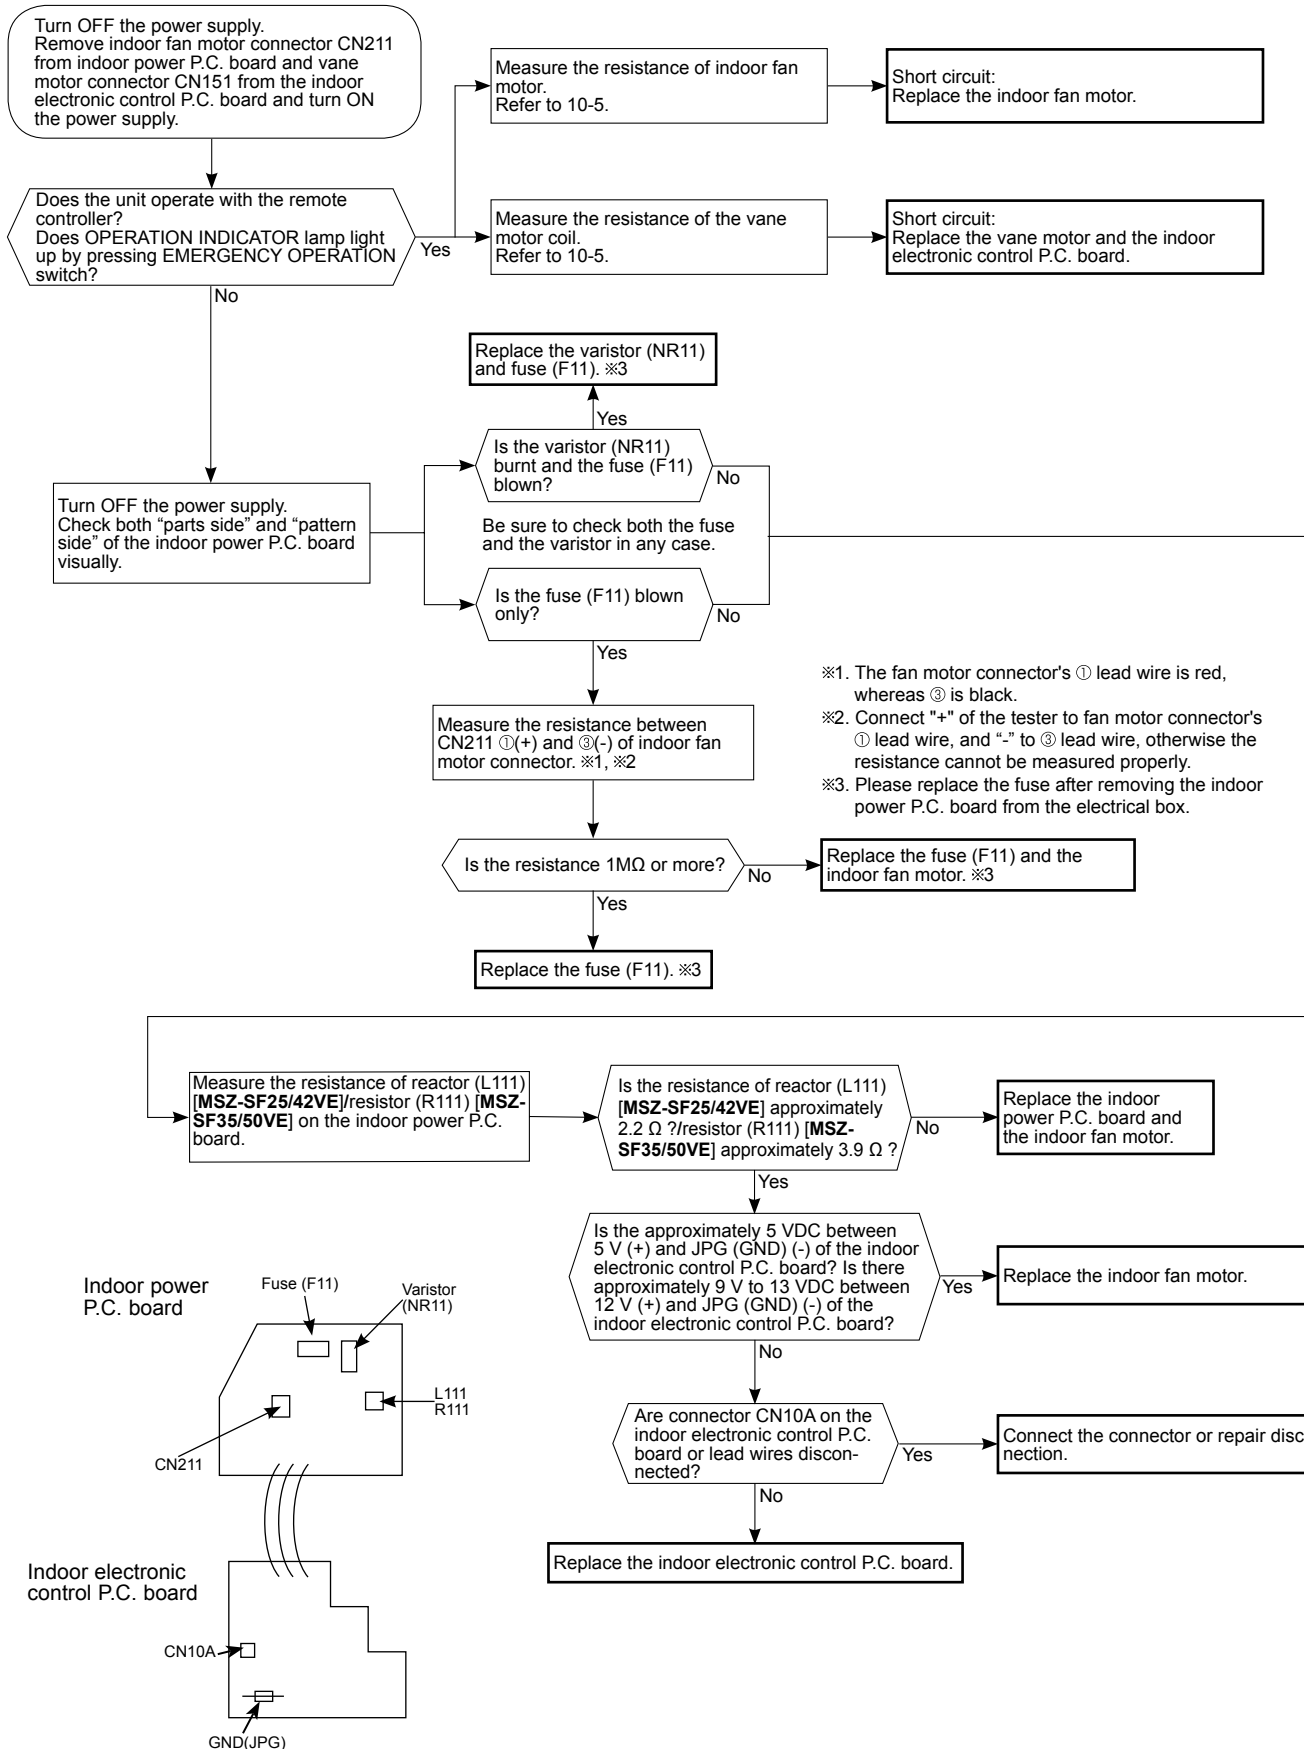 Turn OFF the power supply.
Remove indoor fan motor connector CN211
from indoor power P.C. board and vane
motor connector CN151 from the indoor
electronic control P.C. board and turn ON
the power supply.
Measure the resistance of indoor fan
motor.
Refer to 10-5.
Short circuit:
Replace the indoor fan motor.
Does the unit operate with the remote
controller?
Does OPERATION INDICATOR lamp light
up by pressing EMERGENCY OPERATION
switch?
Yes
Measure the resistance of the vane
motor coil.
Refer to 10-5.
Short circuit:
Replace the vane motor and the indoor
electronic control P.C. board.
No
Replace the varistor (NR11)
and fuse (F11). ※3
Yes
Is the varistor (NR11)
burnt and the fuse (F11)
blown?
No
Turn OFF the power supply.
Check both “parts side” and “pattern
side” of the indoor power P.C. board
visually.
Be sure to check both the fuse
and the varistor in any case.
Is the fuse (F11) blown
only?
No
Yes
Measure the resistance between
CN211 ①(+) and ③(-) of indoor fan
motor connector. ※1, ※2
※1. The fan motor connector's ① lead wire is red,
whereas ③ is black.
※2. Connect "+" of the tester to fan motor connector's
① lead wire, and “-” to ③ lead wire, otherwise the
resistance cannot be measured properly.
※3. Please replace the fuse after removing the indoor
power P.C. board from the electrical box.
Is the resistance 1MΩ or more?
No
Replace the fuse (F11) and the
indoor fan motor. ※3
Yes
Replace the fuse (F11). ※3
Measure the resistance of reactor (L111)
[MSZ-SF25/42VE]/resistor (R111) [MSZ-
SF35/50VE] on the indoor power P.C.
board.
Is the resistance of reactor (L111)
[MSZ-SF25/42VE] approximately
2.2 Ω ?/resistor (R111) [MSZ-
SF35/50VE] approximately 3.9 Ω ?
No
Replace the indoor
power P.C. board and
the indoor fan motor.
Yes
Is the approximately 5 VDC between
5 V (+) and JPG (GND) (-) of the indoor
electronic control P.C. board? Is there
approximately 9 V to 13 VDC between
12 V (+) and JPG (GND) (-) of the
indoor electronic control P.C. board?
Yes
Replace the indoor fan motor.
No
Are connector CN10A on the
indoor electronic control P.C.
board or lead wires discon-
nected?
Yes
Connect the connector or repair disc
nection.
No
Replace the indoor electronic control P.C. board.
Indoor power
P.C. board
Fuse (F11)
Varistor
(NR11)
L111
R111
CN211
Indoor electronic
control P.C. board
CN10A
GND(JPG)